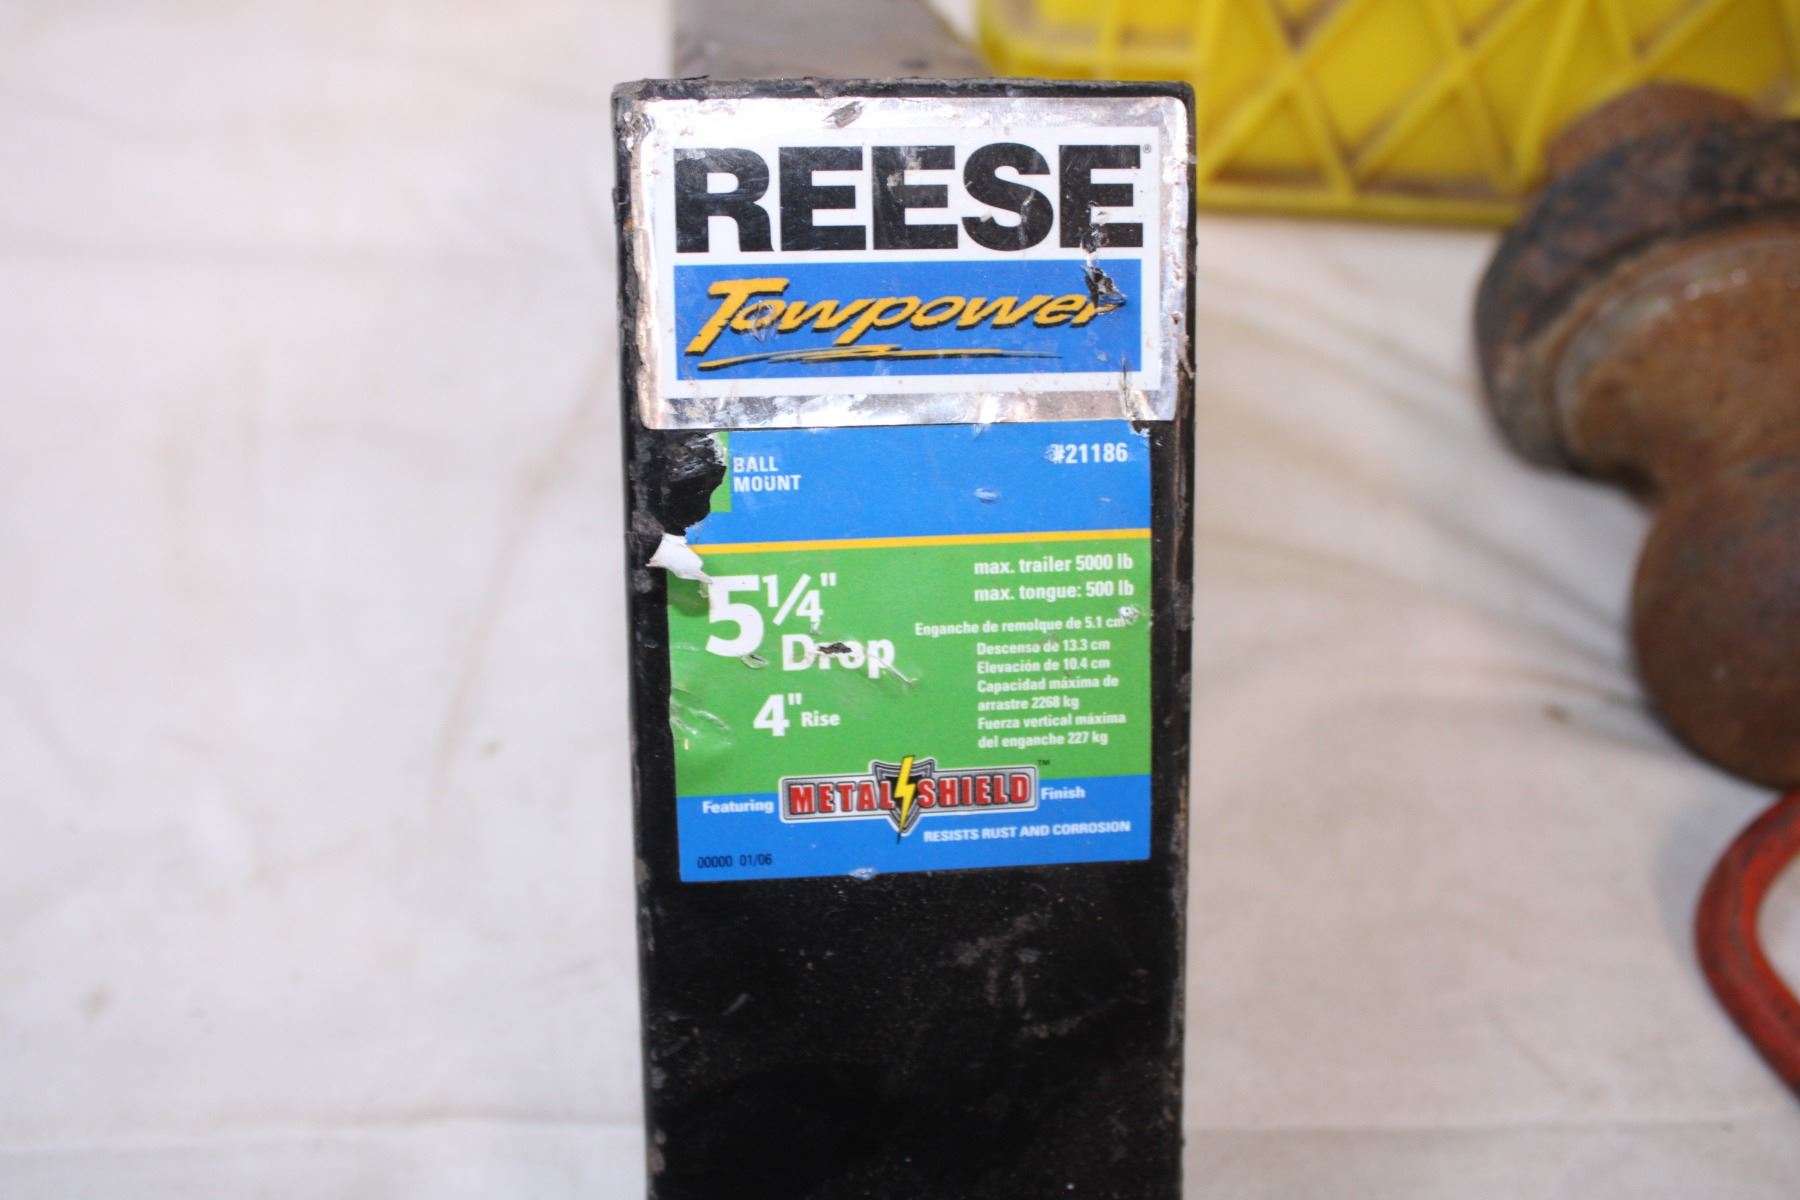 REESE®
Towpower
BALL
MOUNT
#21186
5 1/4" Drop
4" Rise
max. trailer 5000 lb
max. tongue: 500 lb
Enganche de remolque de 5.1 cm
Descenso de 13.3 cm
Elevación de 10.4 cm
Capacidad máxima de
arrastre 2268 kg
Fuerza vertical máxima
del enganche 227 kg
Featuring METAL SHIELD™ Finish
RESISTS RUST AND CORROSION
00000 01/06